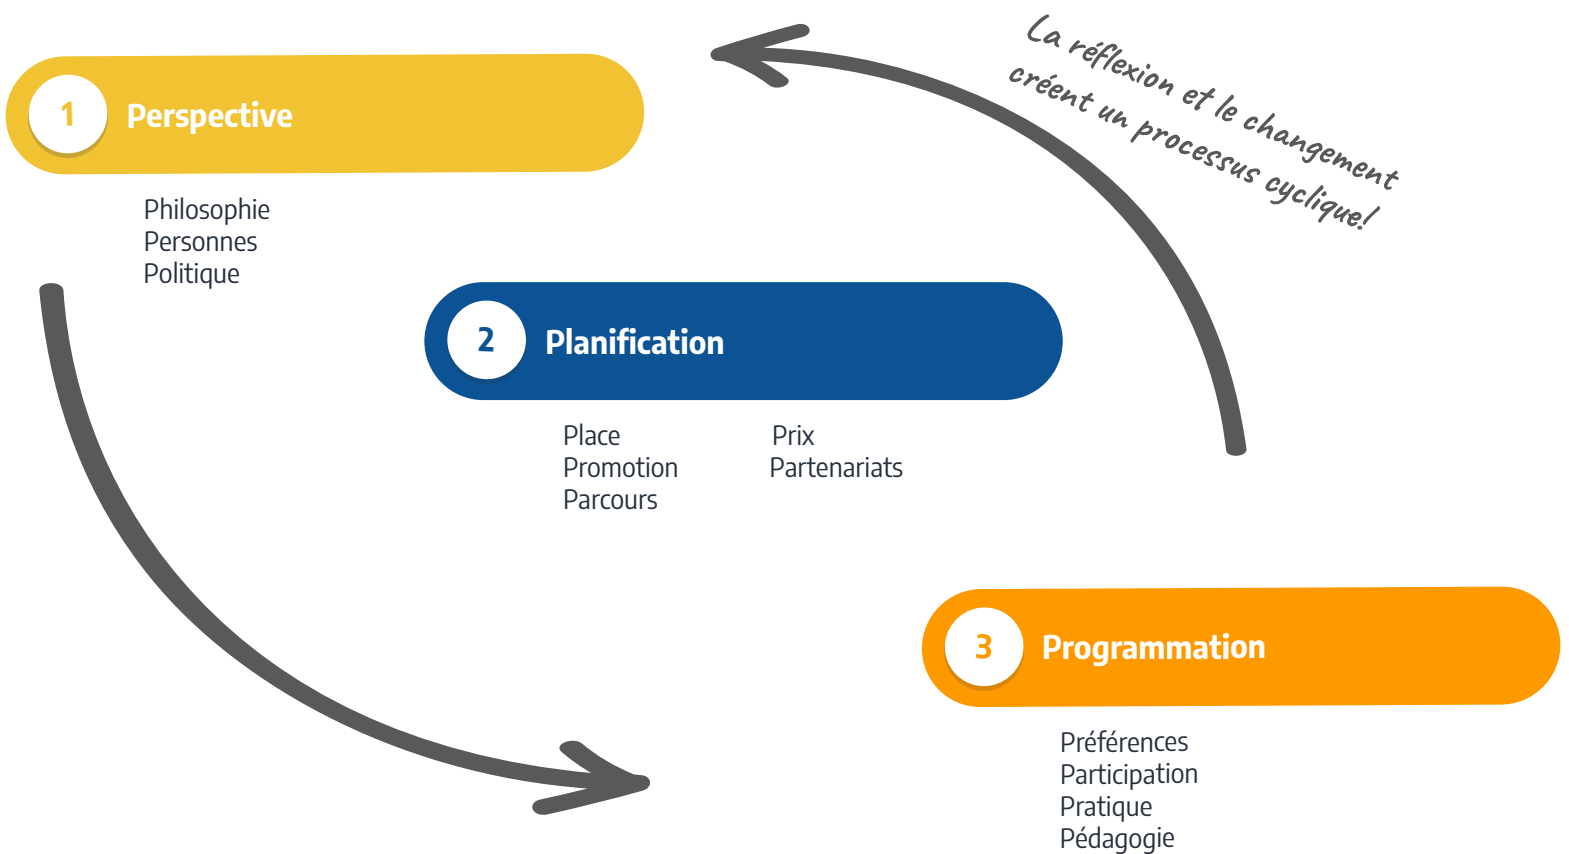 La réflexion et le changement
créent un processus cyclique!
1
Perspective
Philosophie
Personnes
Politique
2
Planification
Place
Promotion
Parcours
Prix
Partenariats
3
Programmation
Préférences
Participation
Pratique
Pédagogie